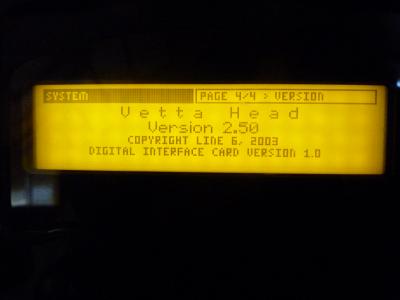 SYSTEM PAGE 4/4 > VERSION
Vetta Head
Version 2.50
COPYRIGHT LINE 6, 2003
DIGITAL INTERFACE CARD VERSION 1.0